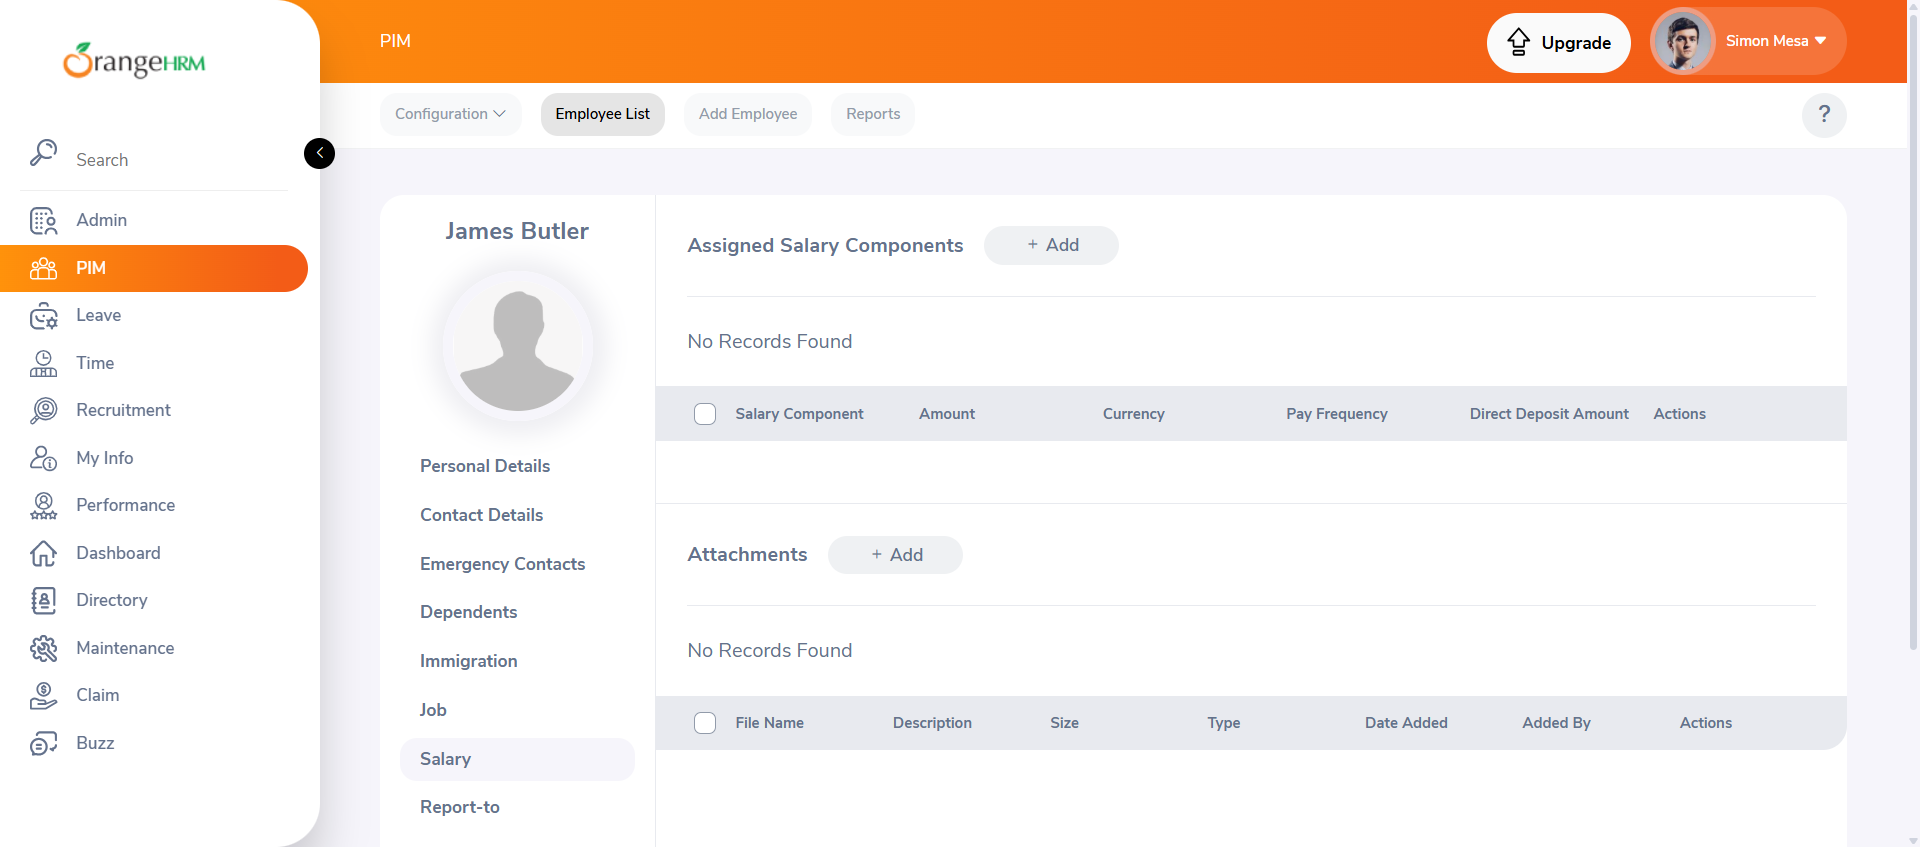 OrangeHRM
PIM
Upgrade
Simon Mesa
Configuration
Employee List
Add Employee
Reports
?
Search
Admin
PIM
Leave
Time
Recruitment
My Info
Performance
Dashboard
Directory
Maintenance
Claim
Buzz
James Butler
Personal Details
Contact Details
Emergency Contacts
Dependents
Immigration
Job
Salary
Report-to
Assigned Salary Components
+ Add
No Records Found
Salary Component Amount Currency Pay Frequency Direct Deposit Amount Actions
Attachments
+ Add
No Records Found
File Name Description Size Type Date Added Added By Actions